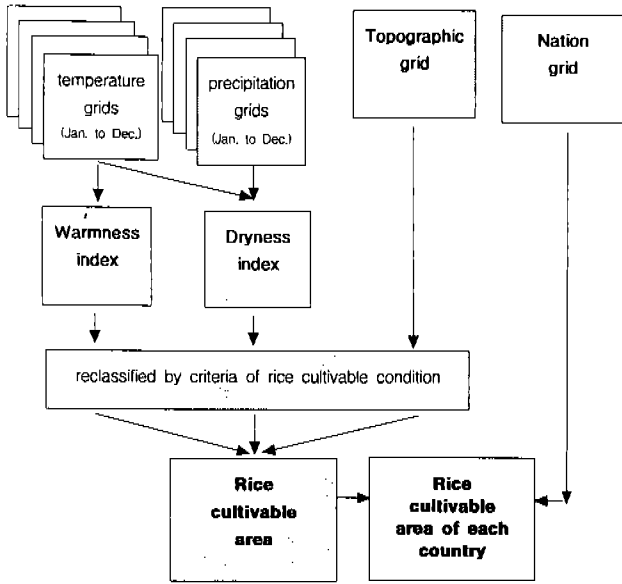 temperature
grids
(Jan. to Dec.)
precipitation
grids
(Jan. to Dec.)
Topographic
grid
Nation
grid
Warmness
index
Dryness
index
reclassified by criteria of rice cultivable condition
Rice
cultivable
area
Rice
cultivable
area of each
country